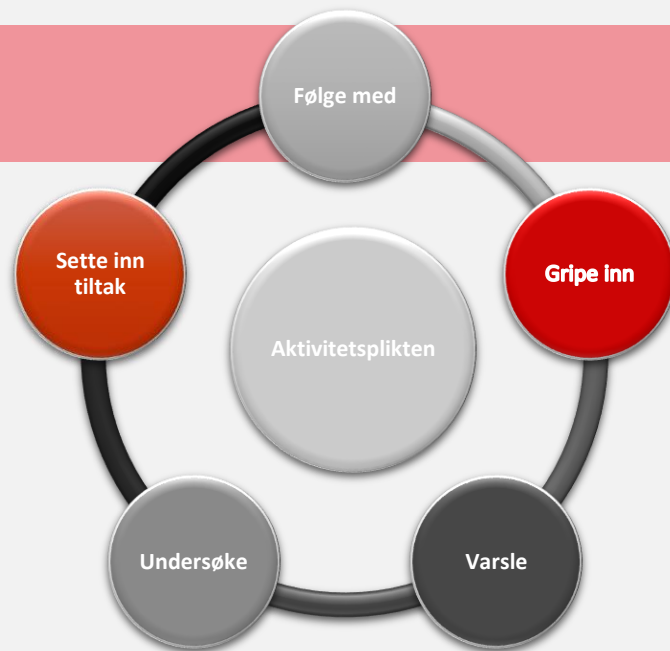 Følge med
Gripe inn
Varsle
Undersøke
Sette inn
tiltak
Aktivitetsplikten